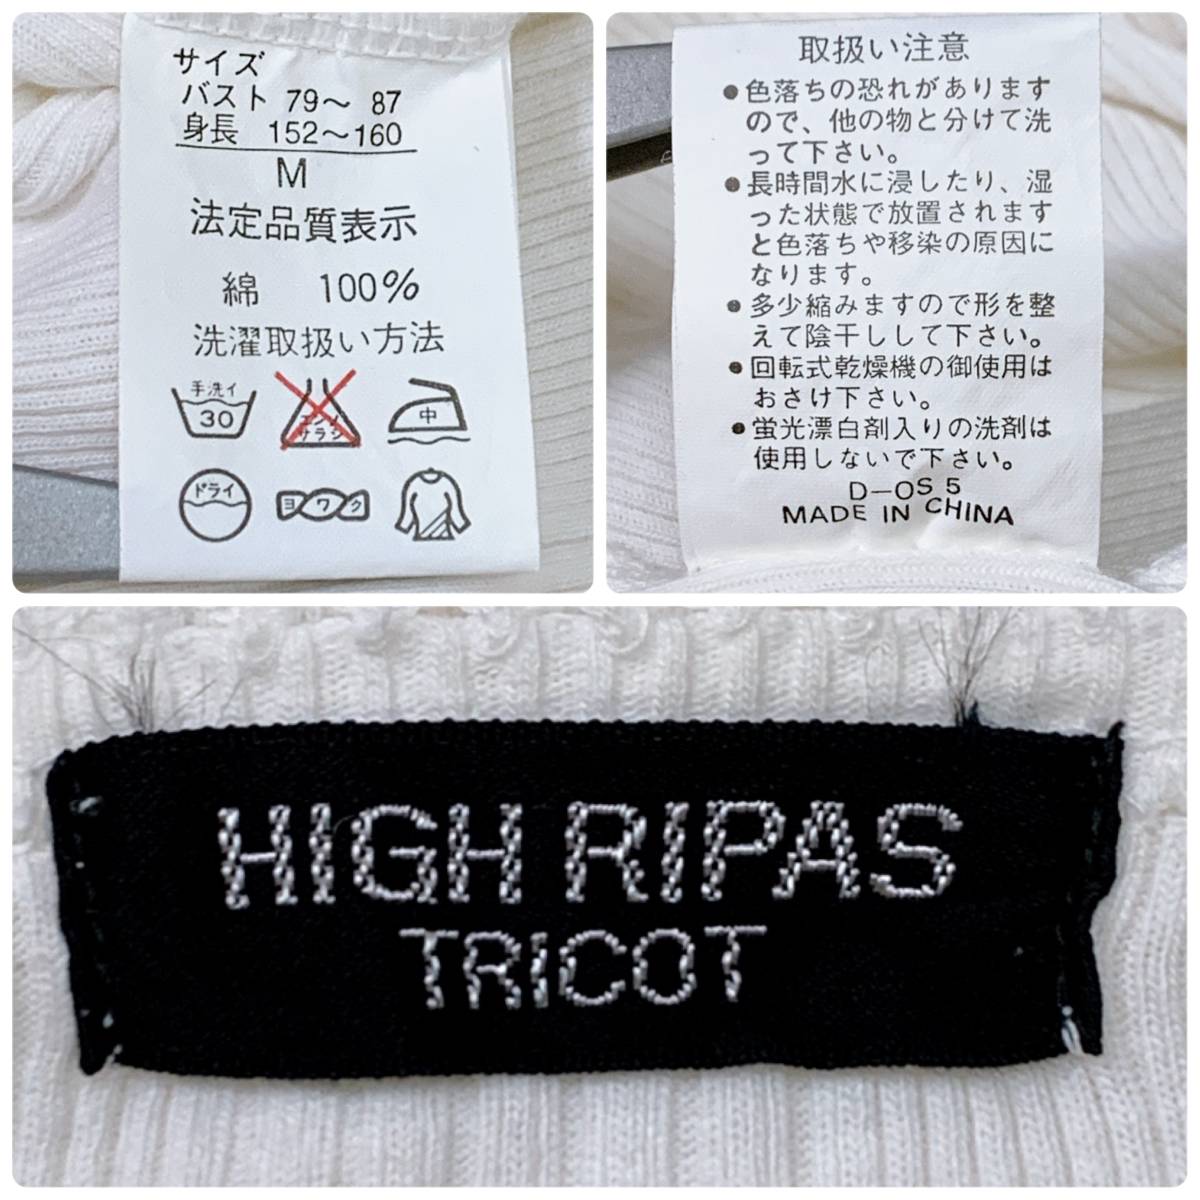 サイズ
バスト 79～ 87
身長 152～160
M
法定品質表示
綿 100%
洗濯取扱い方法
手洗イ
30
エンソ
サラシ
中
ドライ
ヨワク
取扱い注意
●色落ちの恐れがあります
ので、他の物と分けて洗
って下さい。
●長時間水に浸したり、湿
った状態で放置されます
と色落ちや移染の原因に
なります。
●多少縮みますので形を整
えて陰干しして下さい。
●回転式乾燥機の御使用は
おさけ下さい。
●蛍光漂白剤入りの洗剤は
使用しないで下さい。
D-OS 5
MADE IN CHINA
HIGH RIPAS
TRiCOT